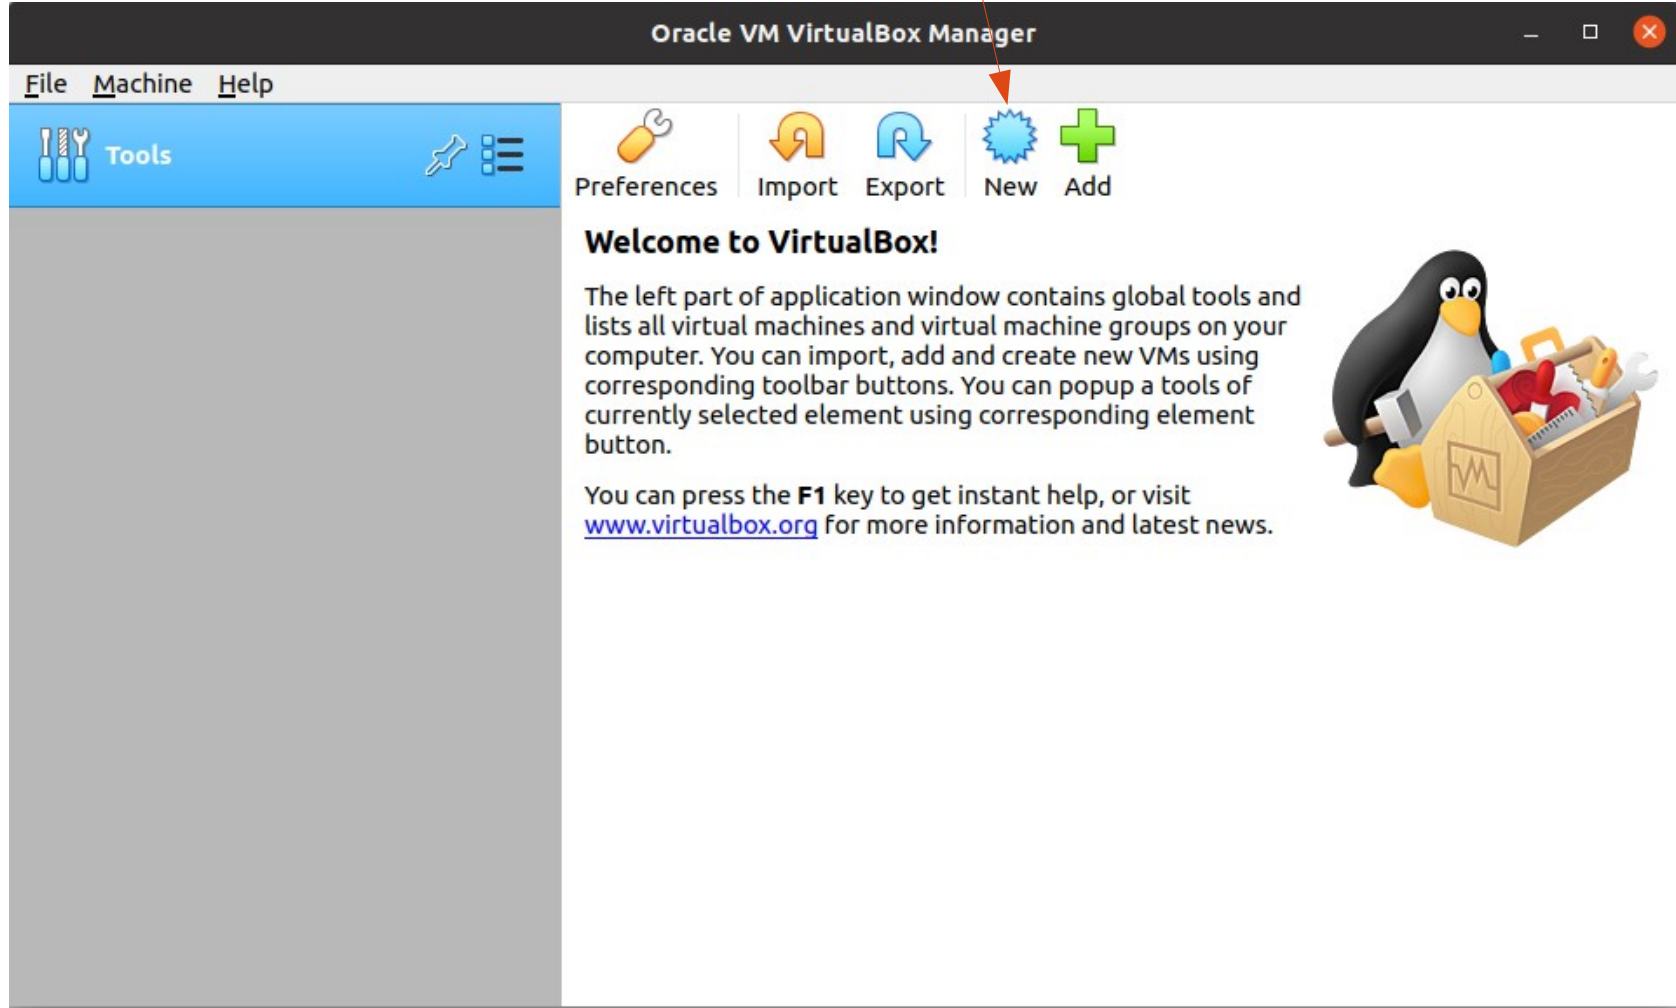 Oracle VM VirtualBox Manager
File Machine Help
Tools
Preferences Import Export New Add
Welcome to VirtualBox!
The left part of application window contains global tools and
lists all virtual machines and virtual machine groups on your
computer. You can import, add and create new VMs using
corresponding toolbar buttons. You can popup a tools of
currently selected element using corresponding element
button.
You can press the F1 key to get instant help, or visit
www.virtualbox.org for more information and latest news.